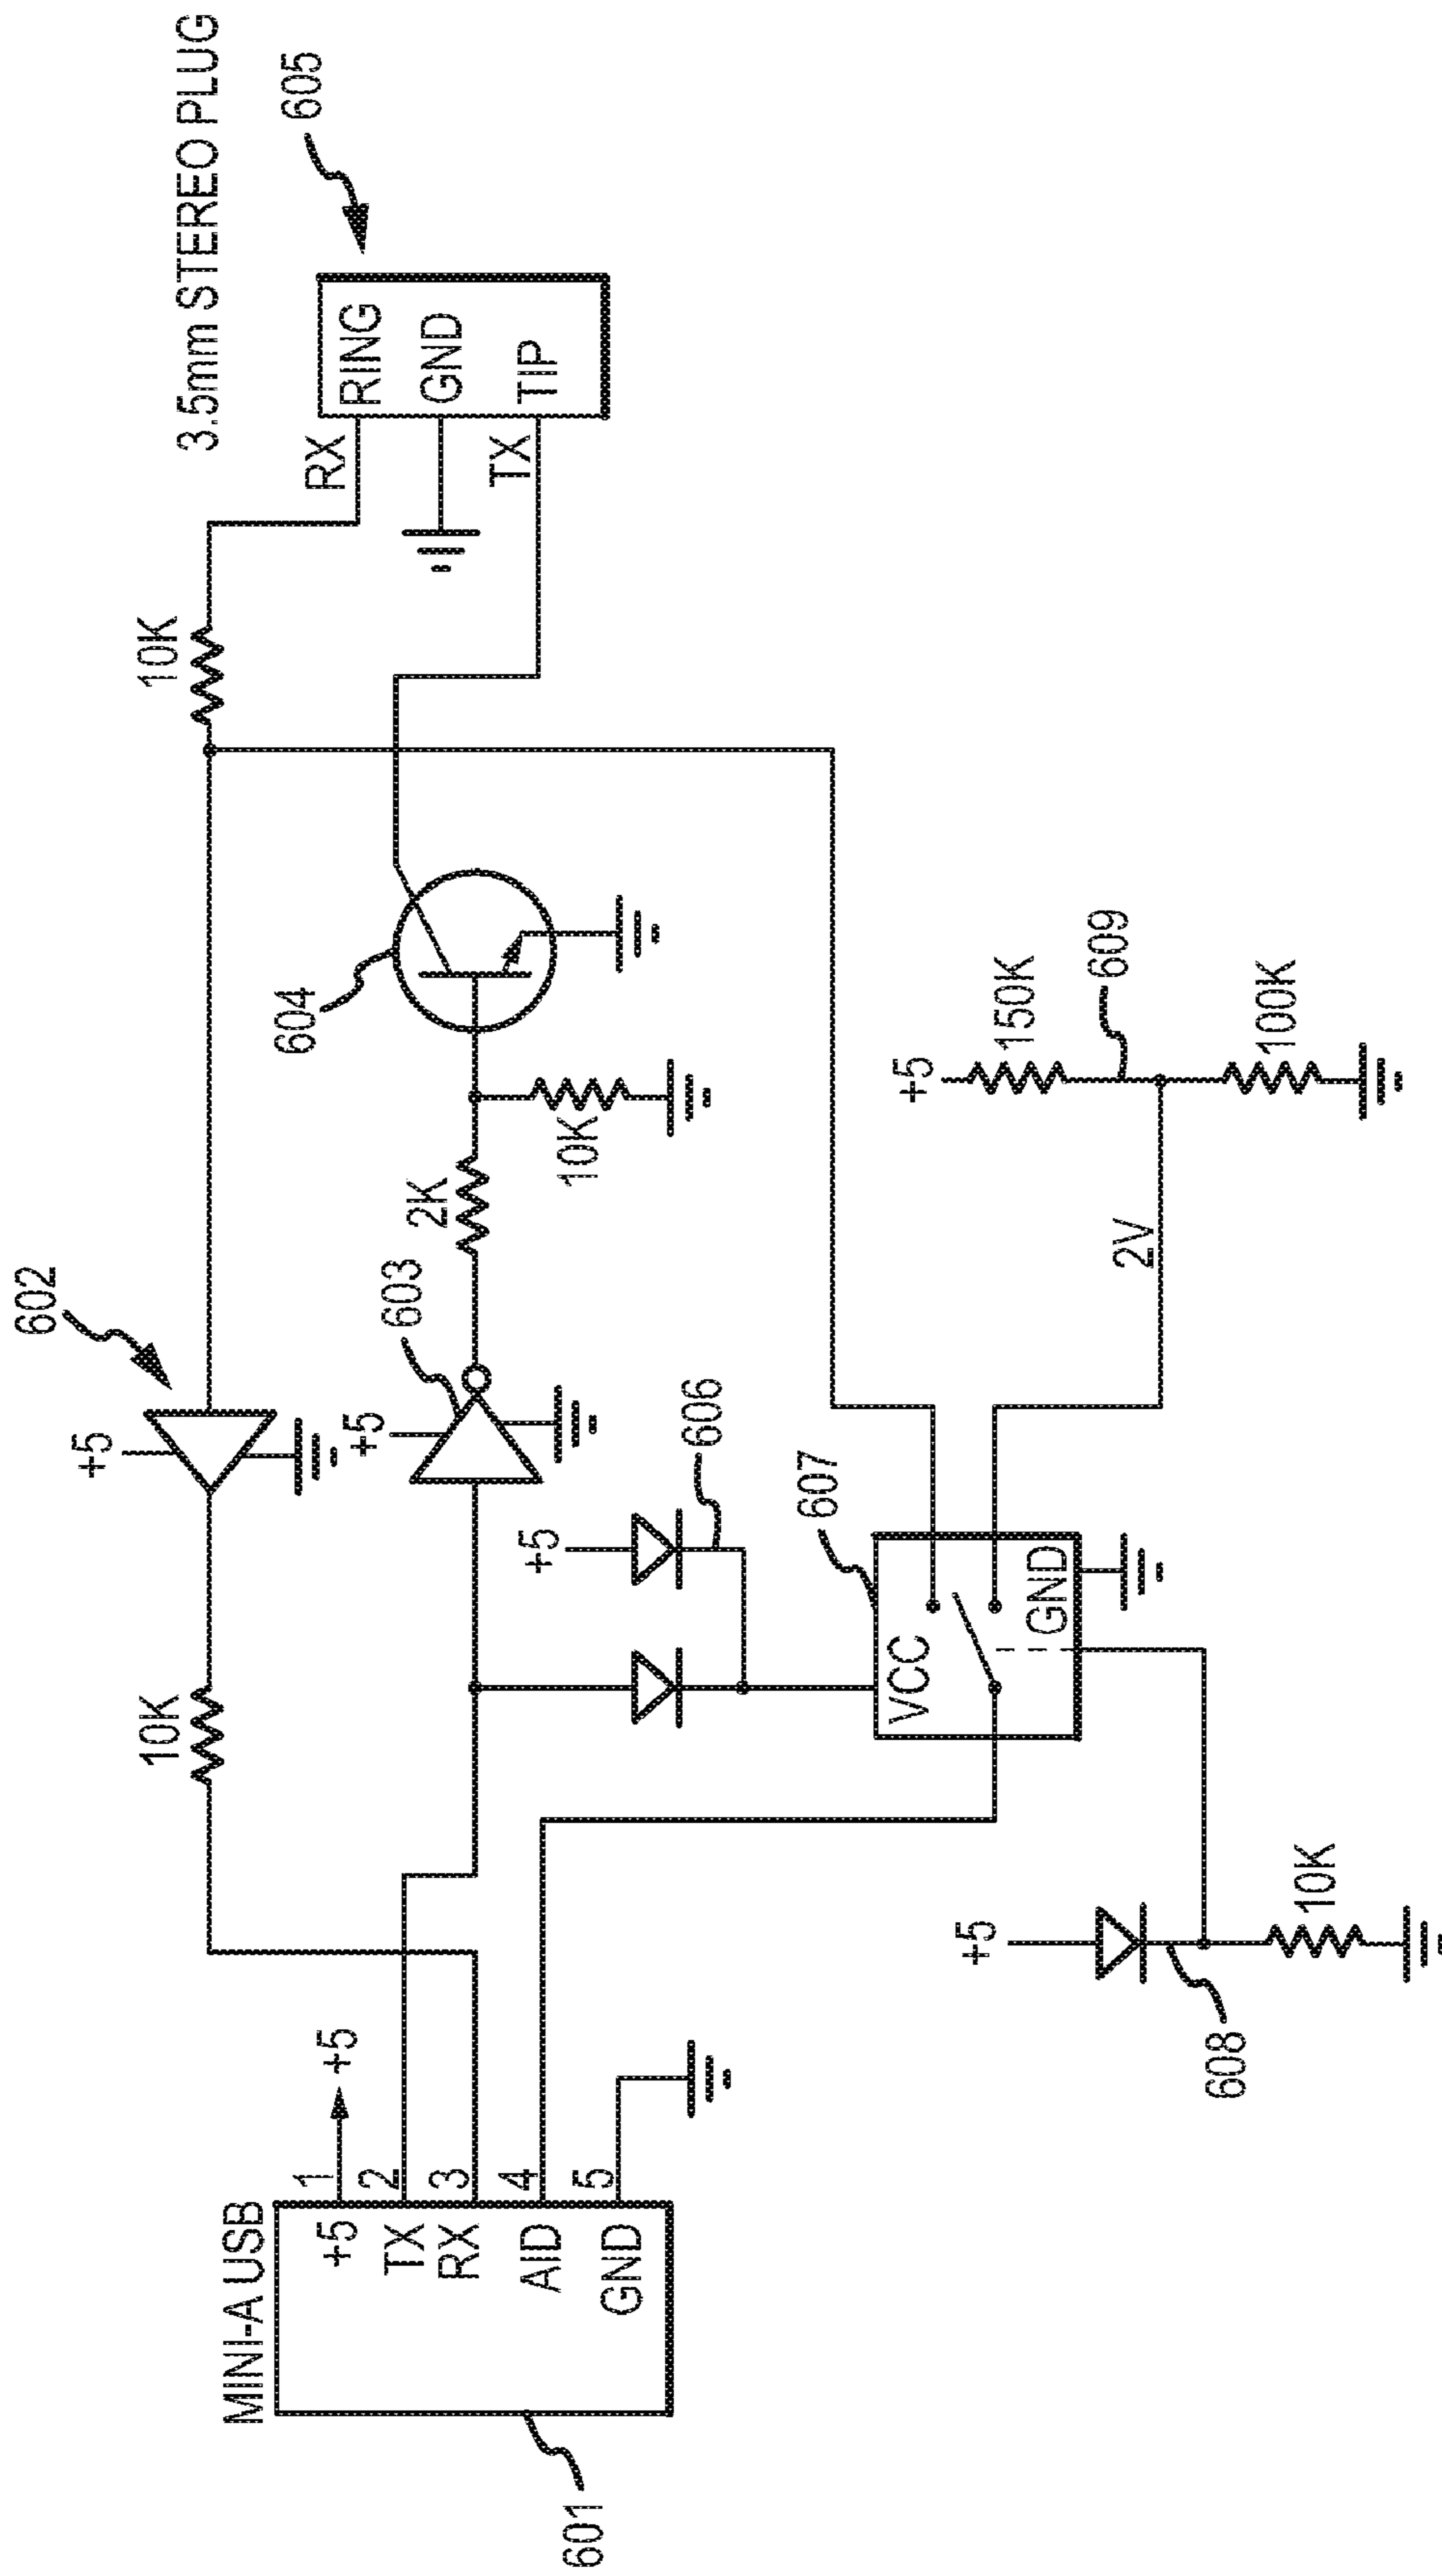 3.5mm STEREO PLUG
605
RING
GND
TIP
RX
TX
10K
604
2K
10K
602
+5
603
+5
10K
+5
606
607
VCC
GND
+5
150K
609
100K
2V
+5
608
10K
MINI-A USB
601
+5
TX
RX
AID
GND
1
2
3
4
5
+5